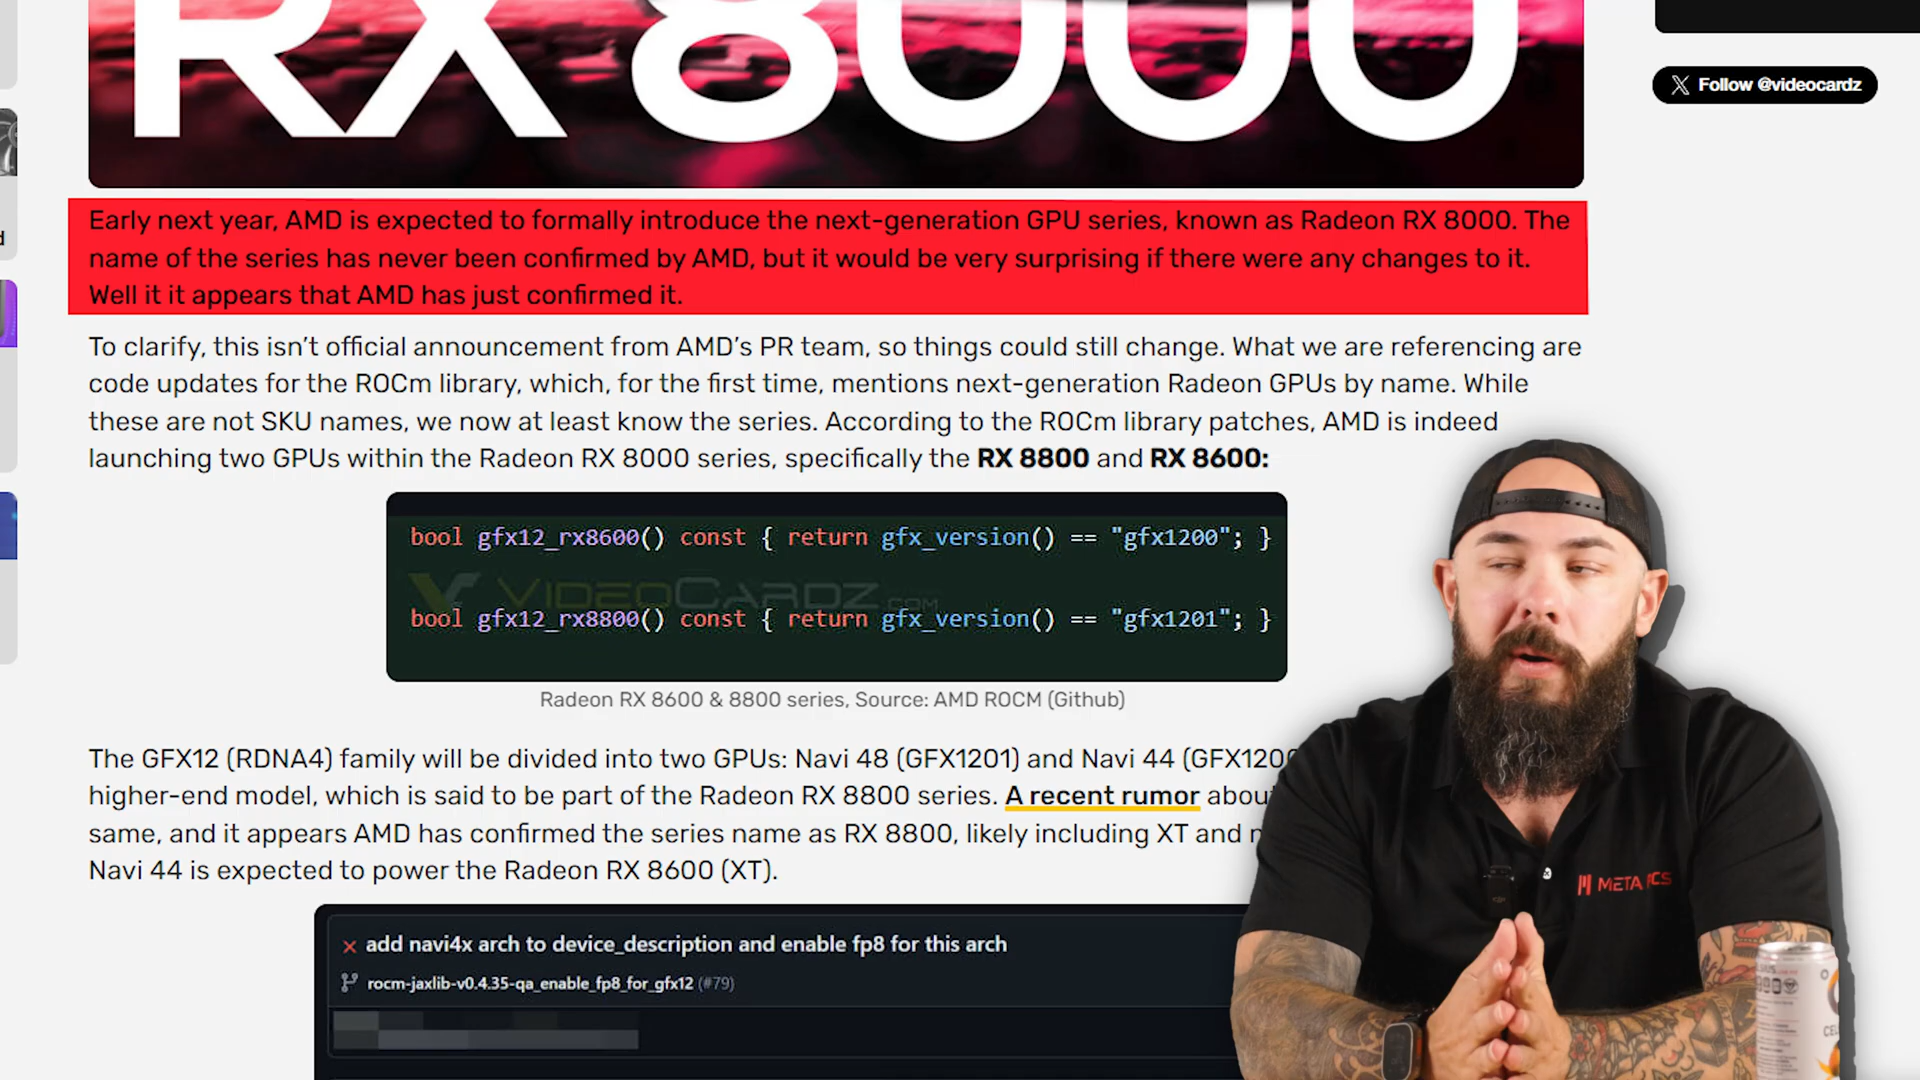 RX 8000
Follow @videocardz
Early next year, AMD is expected to formally introduce the next-generation GPU series, known as Radeon RX 8000. The
name of the series has never been confirmed by AMD, but it would be very surprising if there were any changes to it.
Well it it appears that AMD has just confirmed it.
To clarify, this isn't official announcement from AMD's PR team, so things could still change. What we are referencing are
code updates for the ROCm library, which, for the first time, mentions next-generation Radeon GPUs by name. While
these are not SKU names, we now at least know the series. According to the ROCm library patches, AMD is indeed
launching two GPUs within the Radeon RX 8000 series, specifically the RX 8800 and RX 8600:
bool gfx12_rx8600() const { return gfx_version() == "gfx1200"; }
VIDEOCARDZ.COM
bool gfx12_rx8800() const { return gfx_version() == "gfx1201"; }
Radeon RX 8600 & 8800 series, Source: AMD ROCM (Github)
The GFX12 (RDNA4) family will be divided into two GPUs: Navi 48 (GFX1201) and Navi 44 (GFX120
higher-end model, which is said to be part of the Radeon RX 8800 series. A recent rumor abou
same, and it appears AMD has confirmed the series name as RX 8800, likely including XT and
Navi 44 is expected to power the Radeon RX 8600 (XT).
META PCS
add navi4x arch to device_description and enable fp8 for this arch
rocm-jaxlib-v0.4.35-qa_enable_fp8_for_gfx12 (#79)